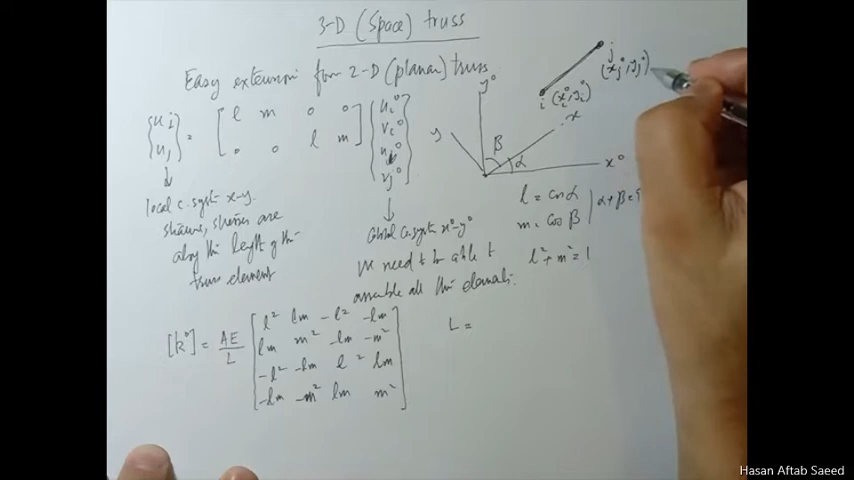 3-D (Space) truss
Easy extension from 2-D (planar) truss
{ui uj} = [l m 0 0
0 0 l m] {ui° vi° uj° vj°}
local c. syst x-y.
strains, stresses are
along the length of the
truss element
Global C. syst x°-y°
we need to be able to
assemble all the elements.
y
y°
x
x°
β
α
i (xi°, yi°)
j
(xj°, yj°)
l = cos α
m = cos β
α + β = 9
l² + m² = 1
[k°] = AE/L [l² lm -l² -lm
lm m² -lm -m²
-l² -lm l² lm
-lm -m² lm m²]
L =
Hasan Aftab Saeed